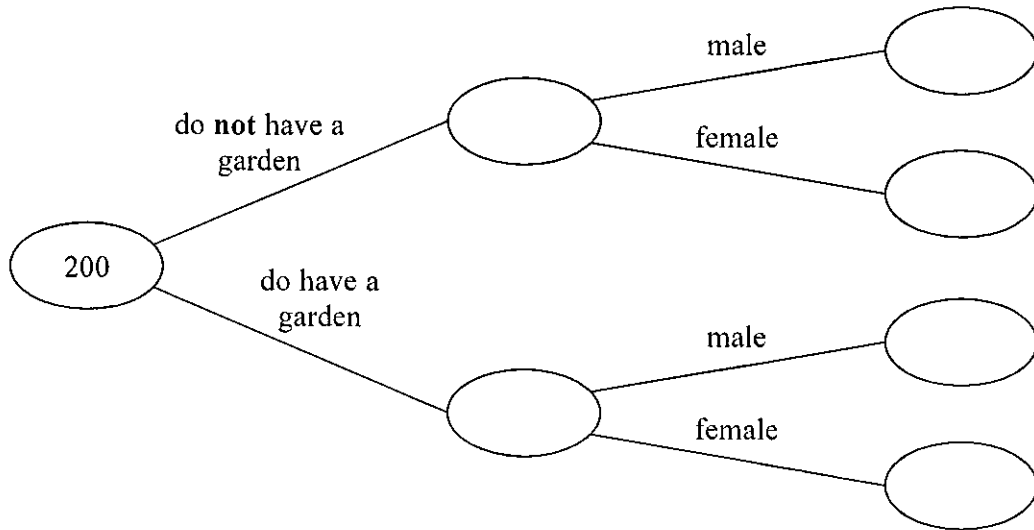 male
do not have a
garden
female
200
do have a
garden
male
female